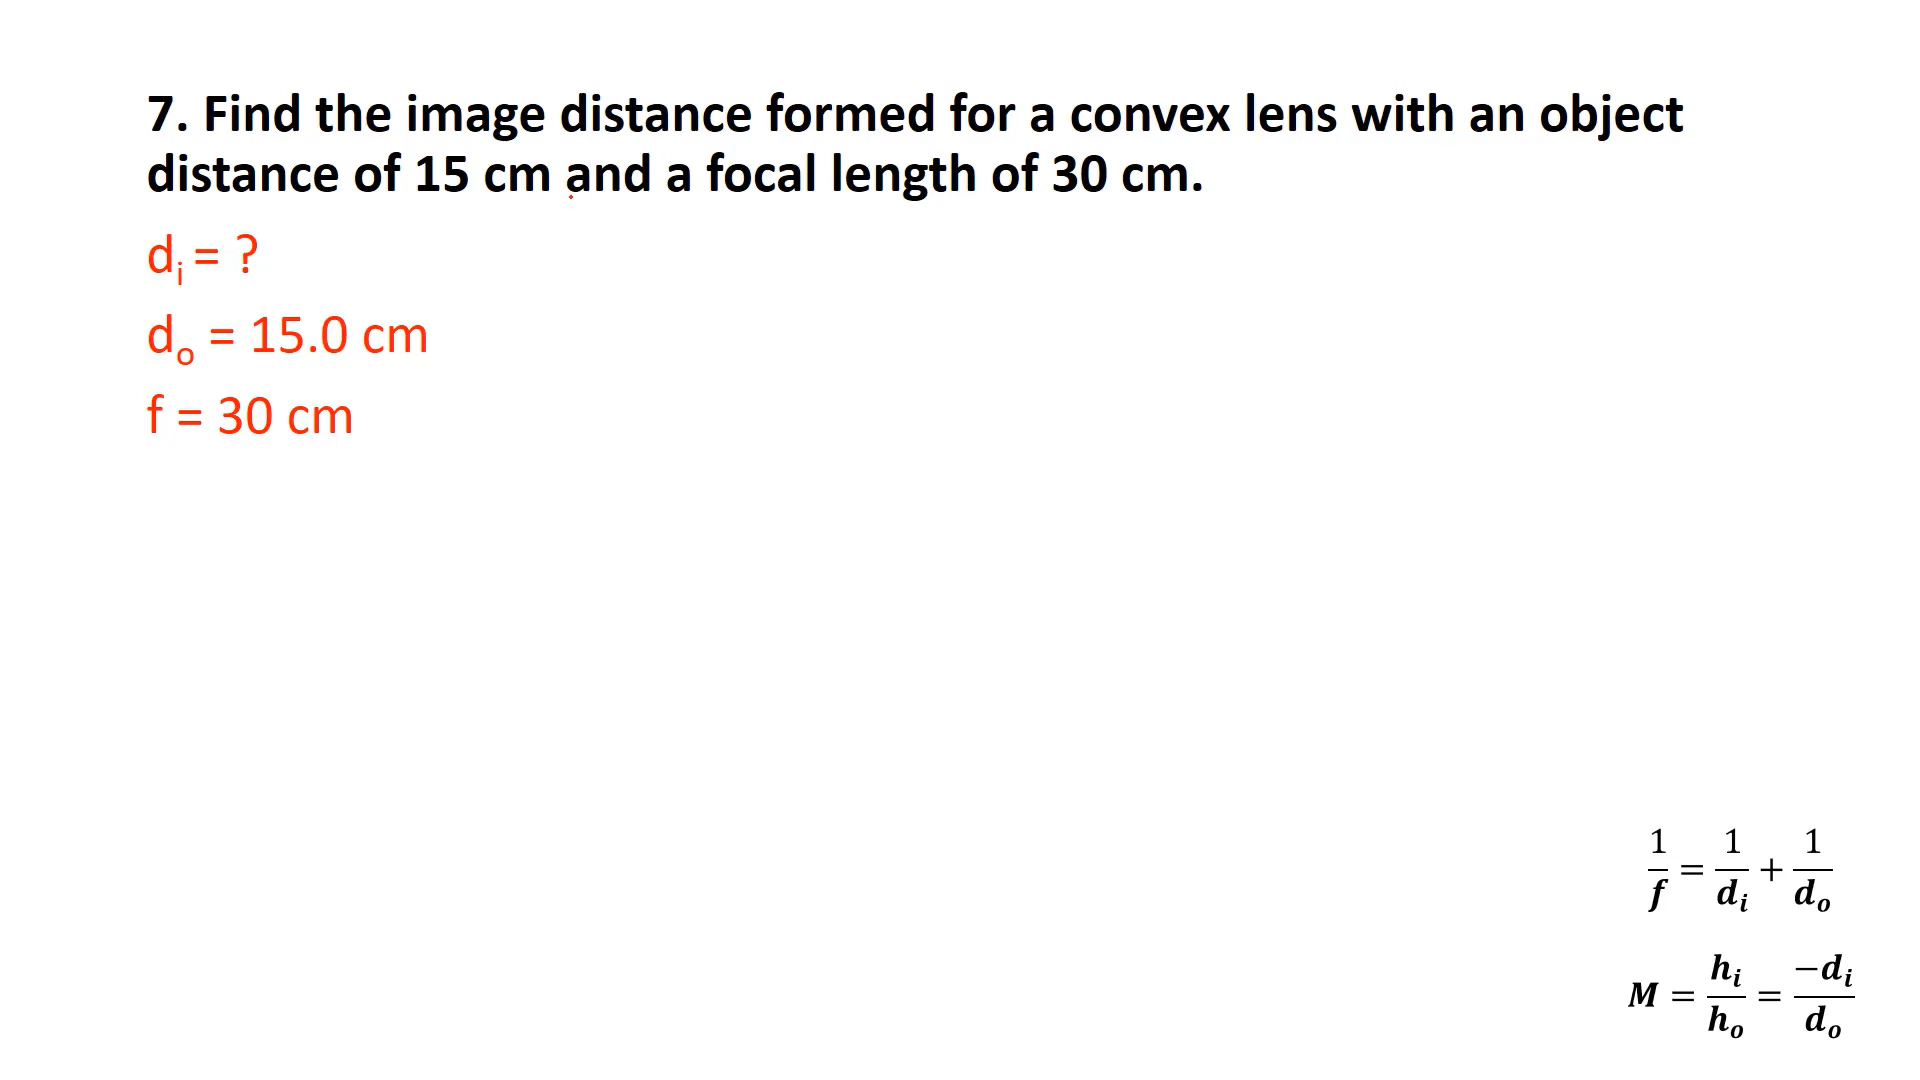 7. Find the image distance formed for a convex lens with an object
distance of 15 cm and a focal length of 30 cm.
dᵢ = ?
dₒ = 15.0 cm
f = 30 cm
1/f = 1/dᵢ + 1/dₒ
M = hᵢ/hₒ = −dᵢ/dₒ